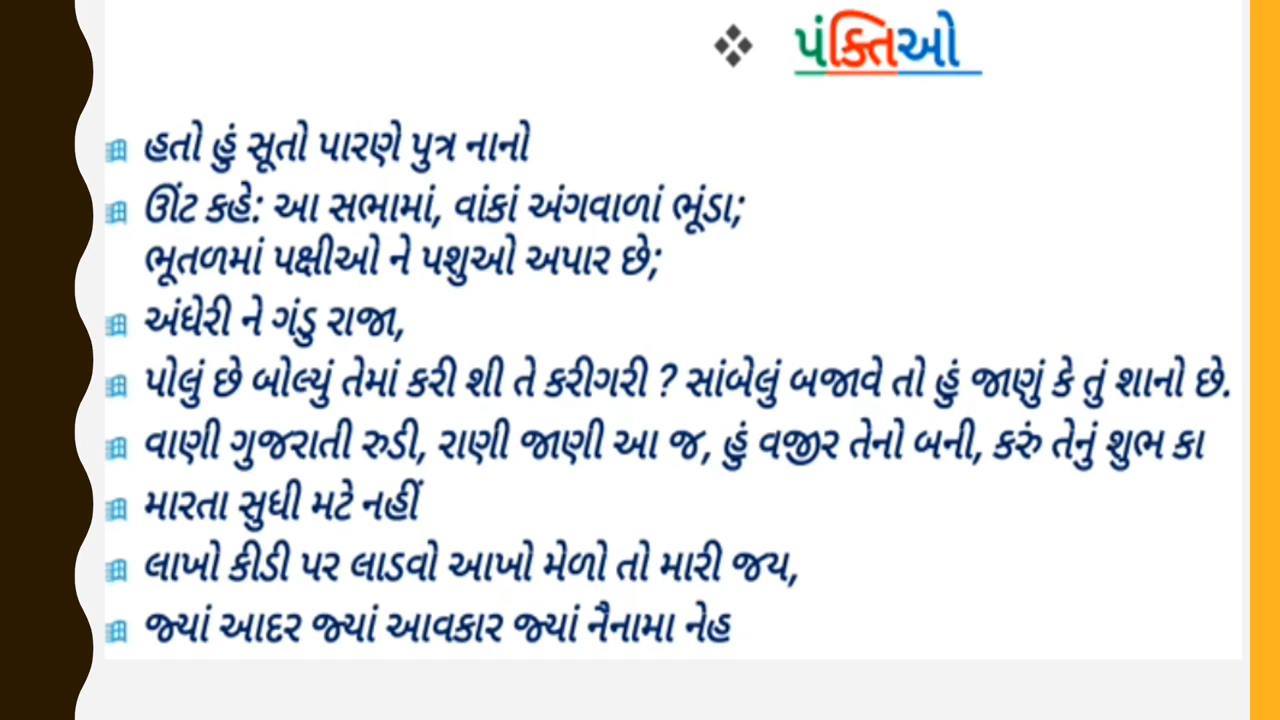 પંક્તિઓ
હતો હું સૂતો પારણે પુત્ર નાનો
ઊંટ કહે: આ સભામાં, વાંકાં અંગવાળાં ભૂંડા;
ભૂતળમાં પક્ષીઓ ને પશુઓ અપાર છે;
અંધેરી ને ગંડુ રાજા,
પોલું છે બોલ્યું તેમાં કરી શી તે કરીગરી ? સાંબેલું બજાવે તો હું જાણું કે તું શાનો છે.
વાણી ગુજરાતી રુડી, રાણી જાણી આ જ, હું વજીર તેનો બની, કરું તેનું શુભ કા
મારતા સુધી મટે નહીં
લાખો કીડી પર લાડવો આખો મેળો તો મારી જય,
જ્યાં આદર જ્યાં આવકાર જ્યાં નૈનામા નેહ